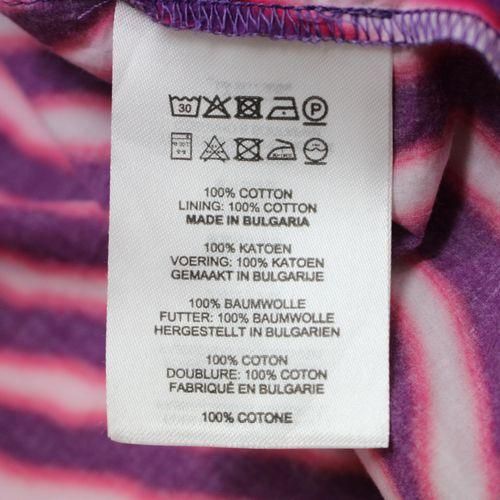 30 P
100% COTTON
LINING: 100% COTTON
MADE IN BULGARIA
100% KATOEN
VOERING: 100% KATOEN
GEMAAKT IN BULGARIJE
100% BAUMWOLLE
FUTTER: 100% BAUMWOLLE
HERGESTELLT IN BULGARIEN
100% COTON
DOUBLURE: 100% COTON
FABRIQUÉ EN BULGARIE
100% COTONE